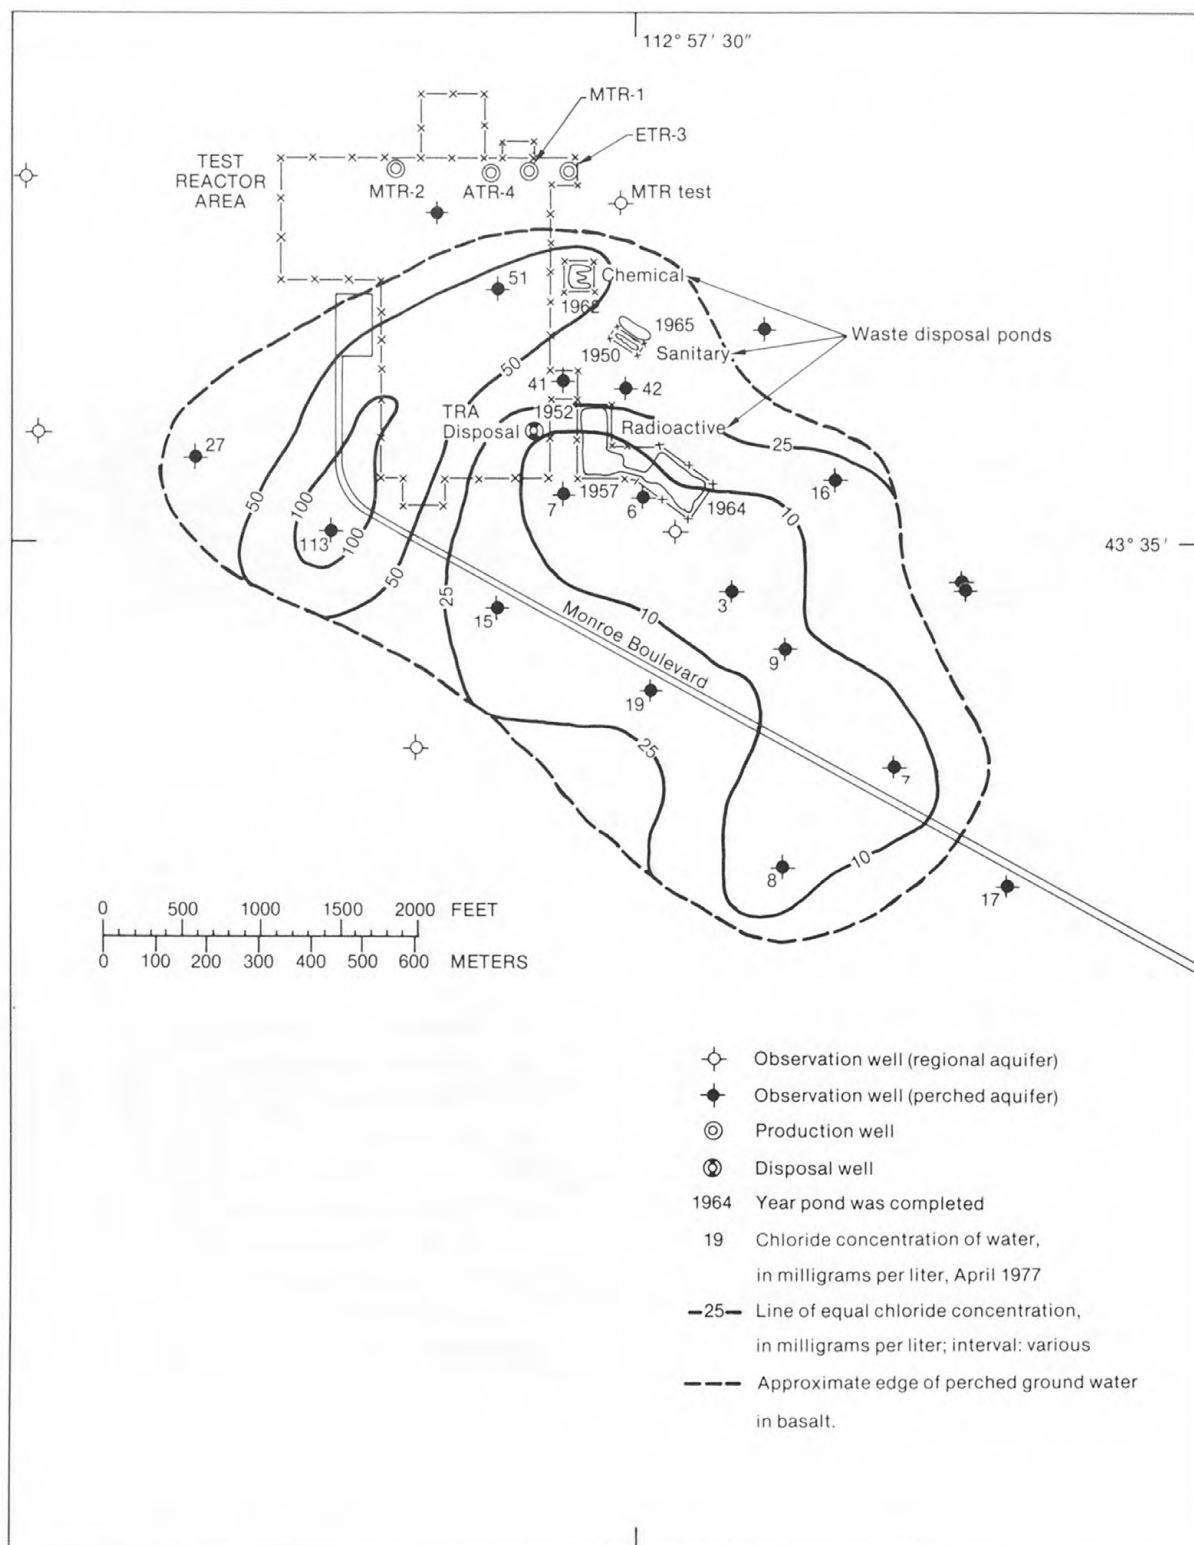 112° 57′ 30″
MTR-1
ETR-3
TEST
REACTOR
AREA
MTR-2
ATR-4
MTR test
51
Chemical
1962
1965
1950
Sanitary
Waste disposal ponds
50
41
42
TRA
Disposal
1952
Radioactive
25
27
16
50
100
7
1957
6
1964
10
113
100
43° 35′
50
25
15
3
10
Monroe Boulevard
9
19
25
7
8
10
17
0 500 1000 1500 2000 FEET
0 100 200 300 400 500 600 METERS
Observation well (regional aquifer)
Observation well (perched aquifer)
Production well
Disposal well
1964 Year pond was completed
19 Chloride concentration of water,
in milligrams per liter, April 1977
25 Line of equal chloride concentration,
in milligrams per liter; interval: various
Approximate edge of perched ground water
in basalt.